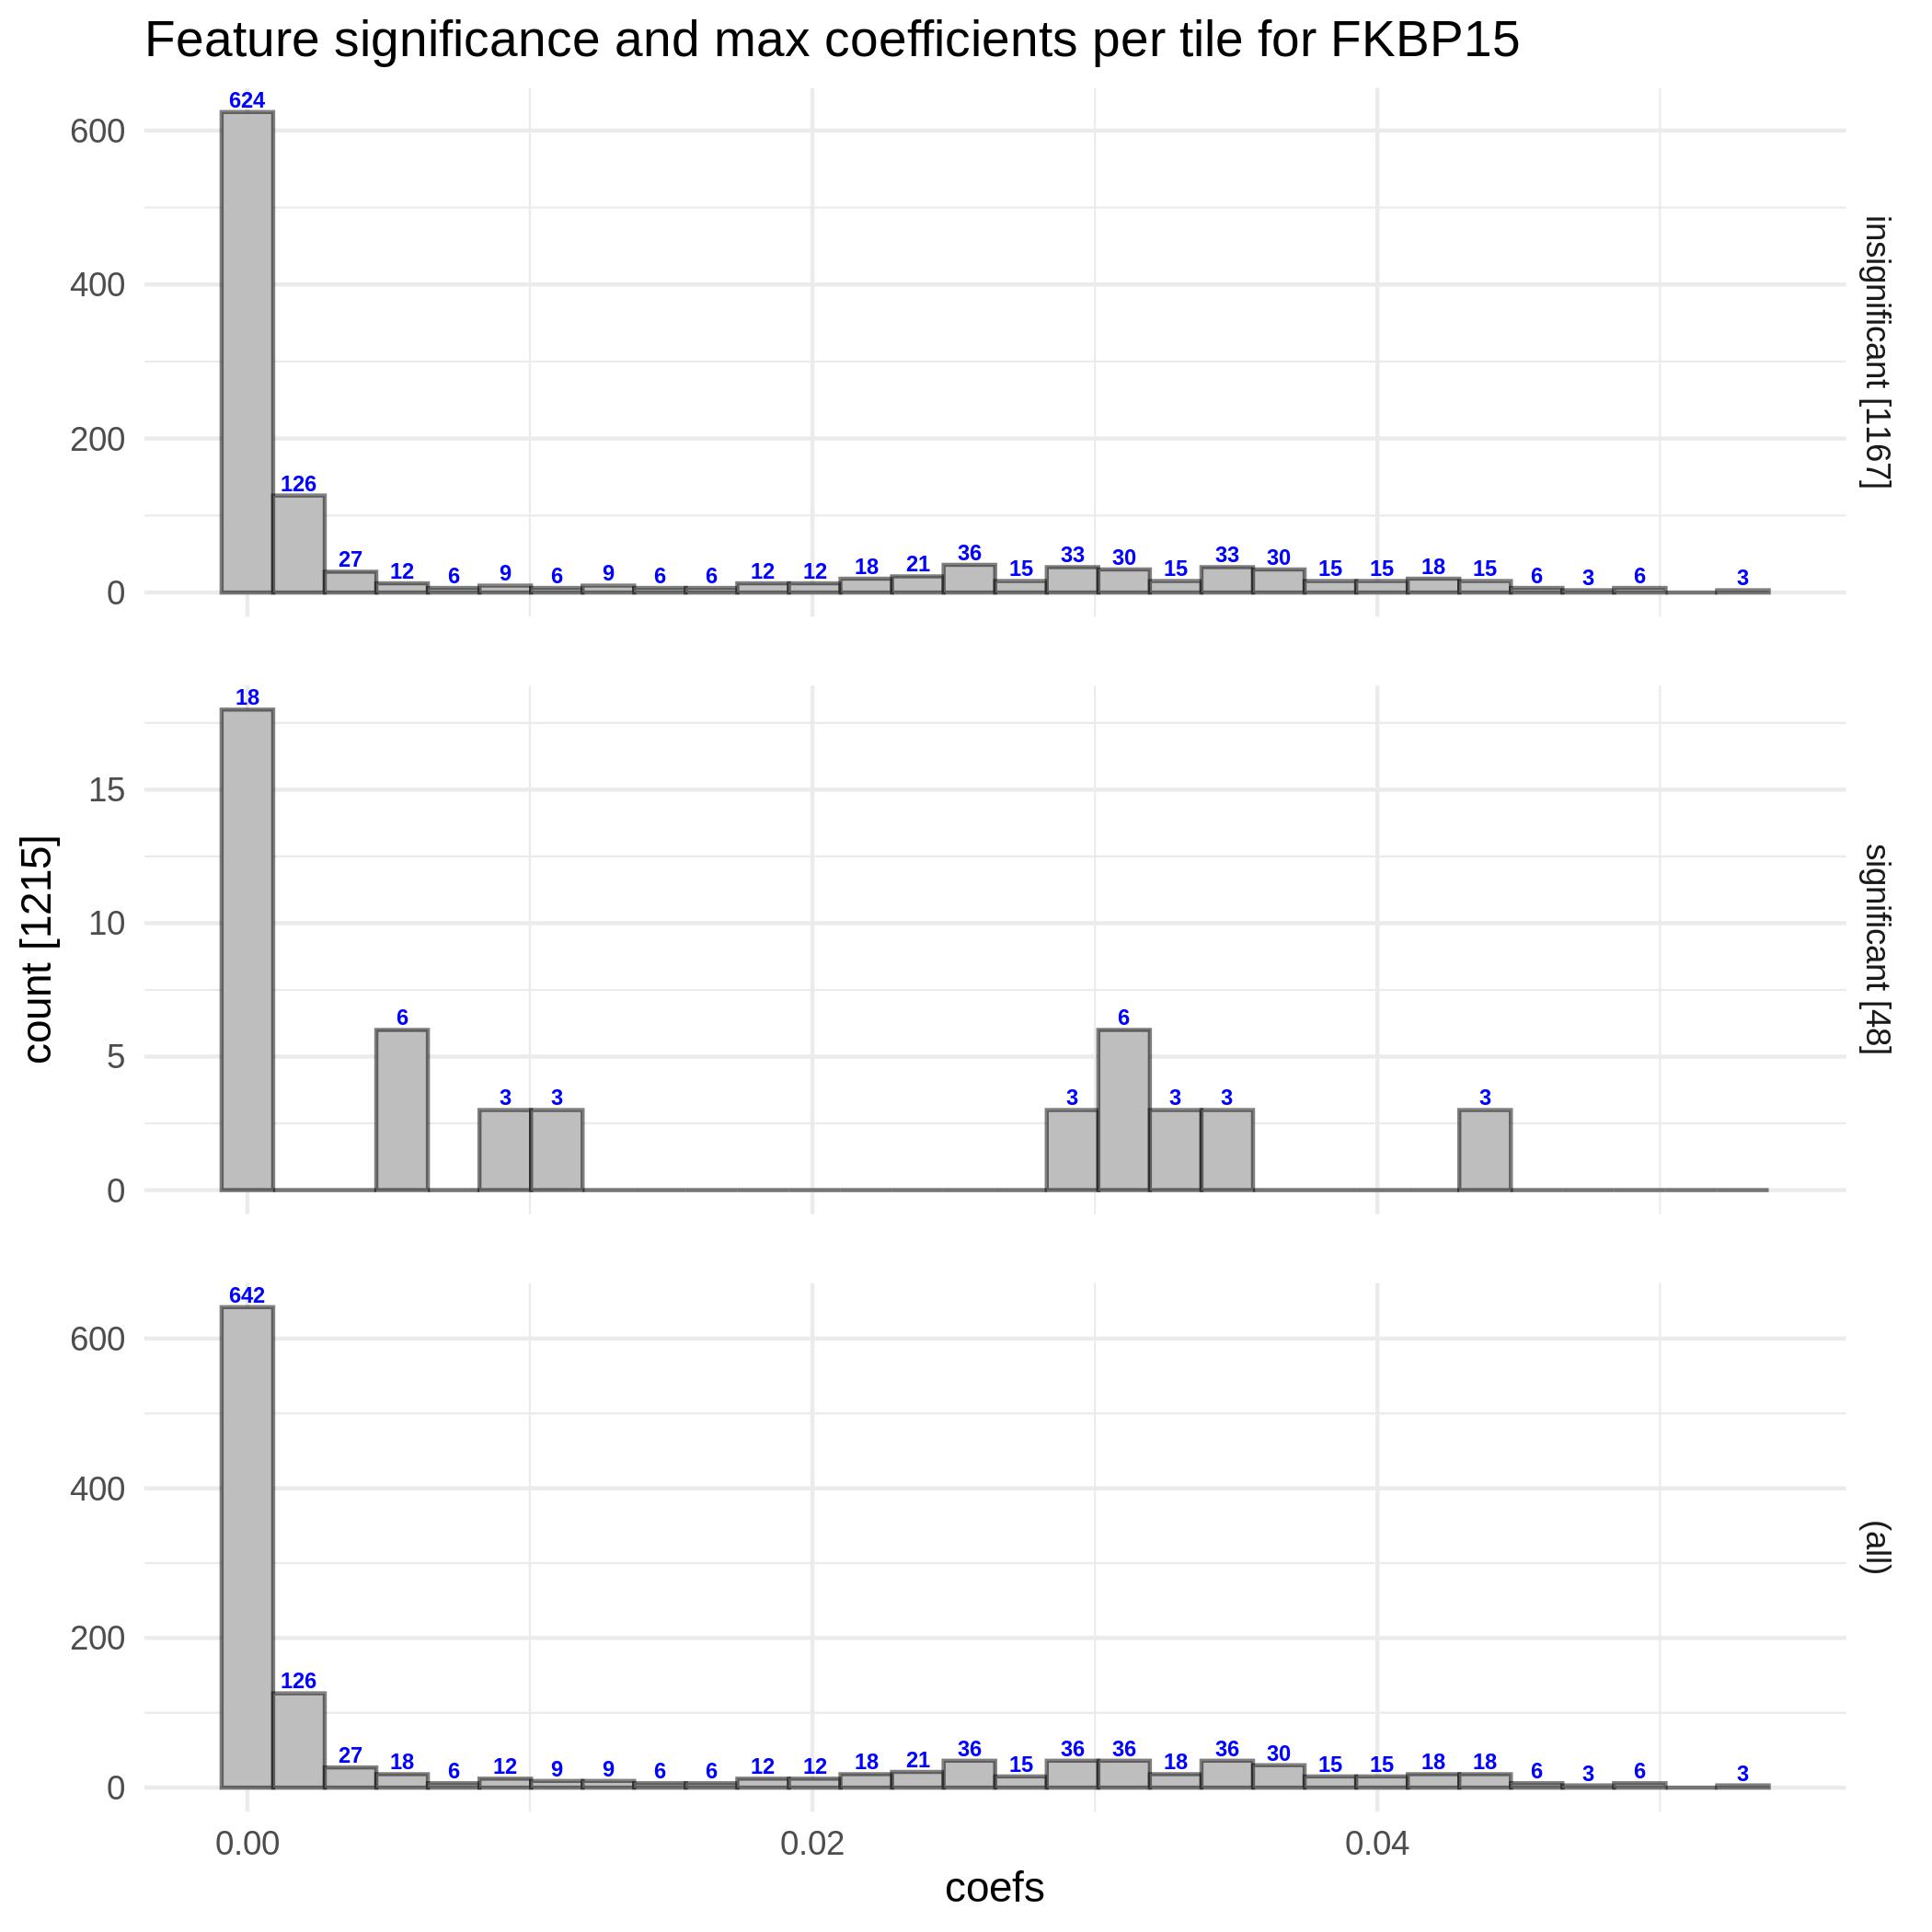 Feature significance and max coefficients per tile for FKBP15
624
600
126
27 12 6 9 6 9 6 6 12 12 18 21 36 15 33 30 15 33 30 15 15 18 15 6 3 6 3
400
200
0
insignificant [1167]
18
15
10
5
0
6 3 3 3 6 3 3 3
significant [48]
count [1215]
642
600
400
200
0
126
27 18 6 12 9 9 6 6 12 12 18 21 36 15 36 36 18 36 30 15 15 18 18 6 3 6 3
(all)
0.00 0.02 0.04
coefs